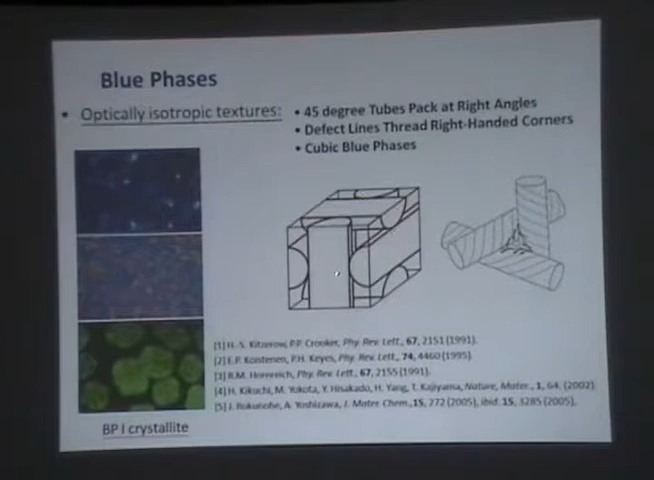 Blue Phases
• Optically isotropic textures:
• 45 degree Tubes Pack at Right Angles
• Defect Lines Thread Right-Handed Corners
• Cubic Blue Phases
[1] H.-S. Kitzerow, P.P. Crooker, Phy. Rev. Lett., 67, 2151 (1991).
[2] E.P. Koistenen, P.H. Keyes, Phy. Rev. Lett., 74, 4460 (1995).
[3] R.M. Hornreich, Phy. Rev. Lett., 67, 2155 (1991).
[4] H. Kikuchi, M. Yokota, Y. Hisakado, H. Yang, T. Kajiyama, Nature, Mater., 1, 64. (2002)
[5] J. Rokunohe, A. Yoshizawa, J. Mater Chem., 15, 272 (2005), ibid. 15, 3285 (2005).
BP I crystallite